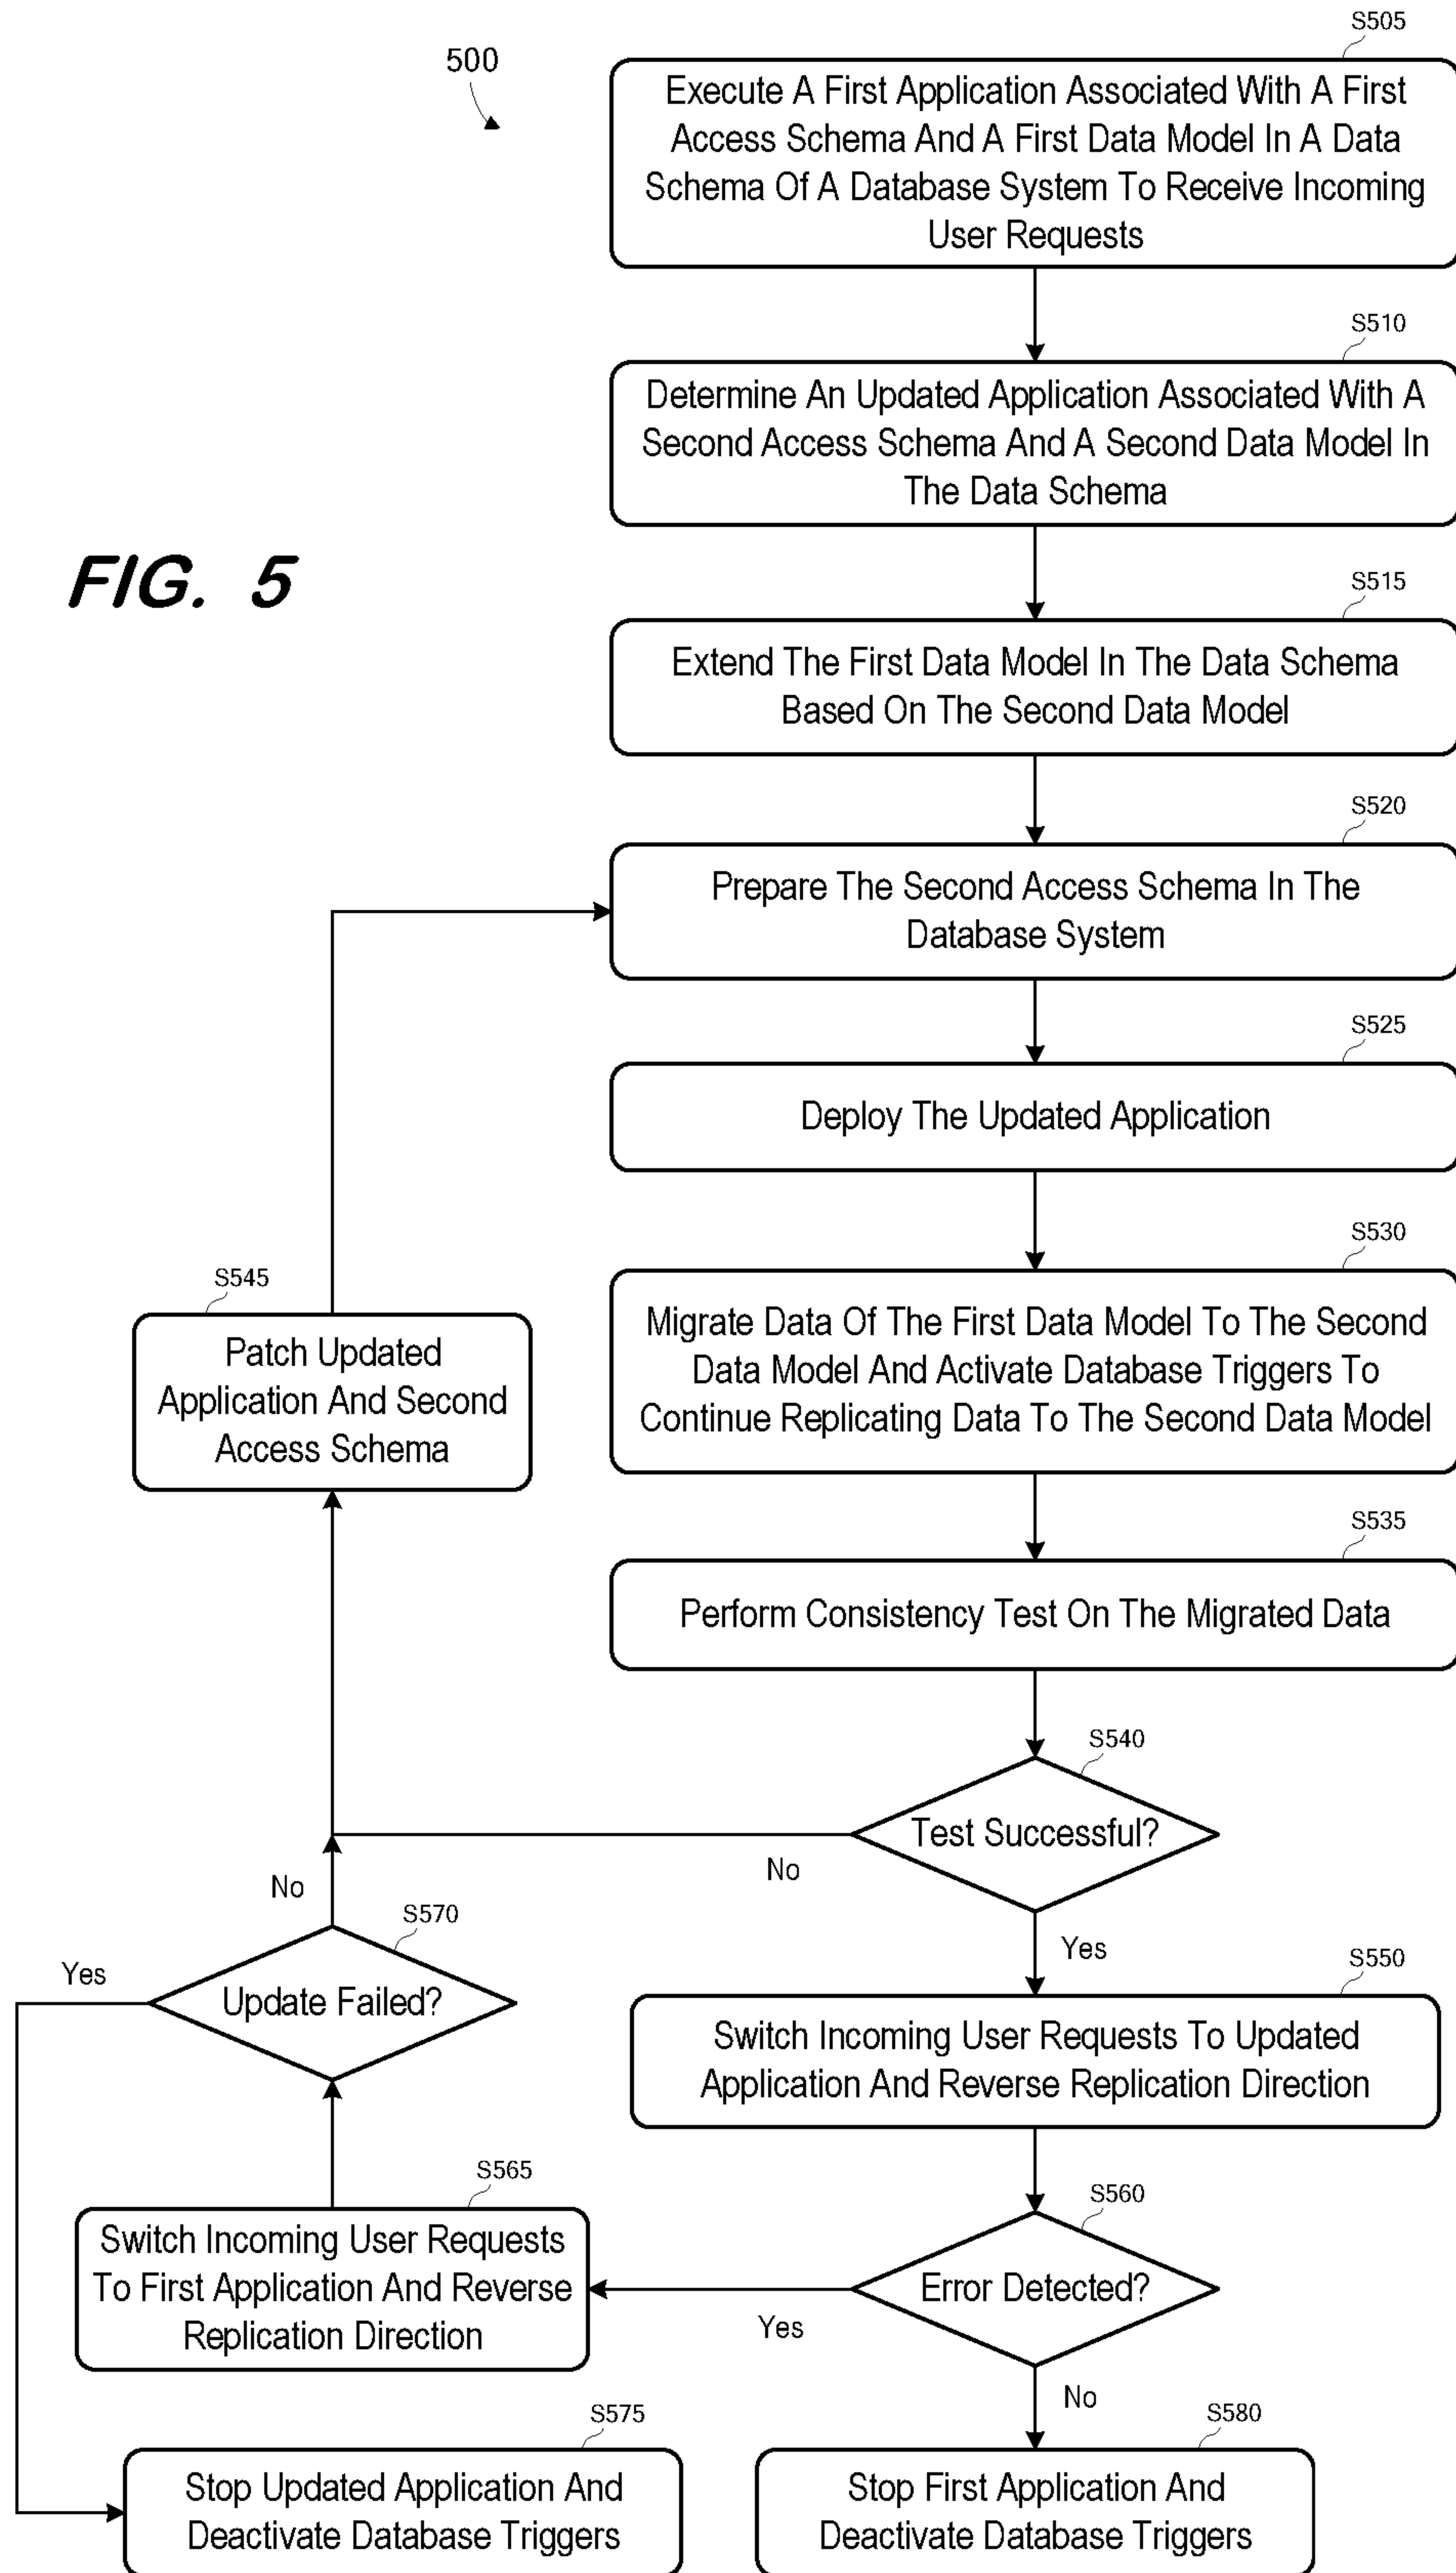 500
S505
Execute A First Application Associated With A First
Access Schema And A First Data Model In A Data
Schema Of A Database System To Receive Incoming
User Requests
S510
Determine An Updated Application Associated With A
Second Access Schema And A Second Data Model In
The Data Schema
FIG. 5
S515
Extend The First Data Model In The Data Schema
Based On The Second Data Model
S520
Prepare The Second Access Schema In The
Database System
S525
Deploy The Updated Application
S530
Migrate Data Of The First Data Model To The Second
Data Model And Activate Database Triggers To
Continue Replicating Data To The Second Data Model
S545
Patch Updated
Application And Second
Access Schema
S535
Perform Consistency Test On The Migrated Data
S540
Test Successful?
No
Yes
No
S570
Update Failed?
Yes
S550
Switch Incoming User Requests To Updated
Application And Reverse Replication Direction
S565
Switch Incoming User Requests
To First Application And Reverse
Replication Direction
S560
Error Detected?
Yes
No
S575
Stop Updated Application And
Deactivate Database Triggers
S580
Stop First Application And
Deactivate Database Triggers